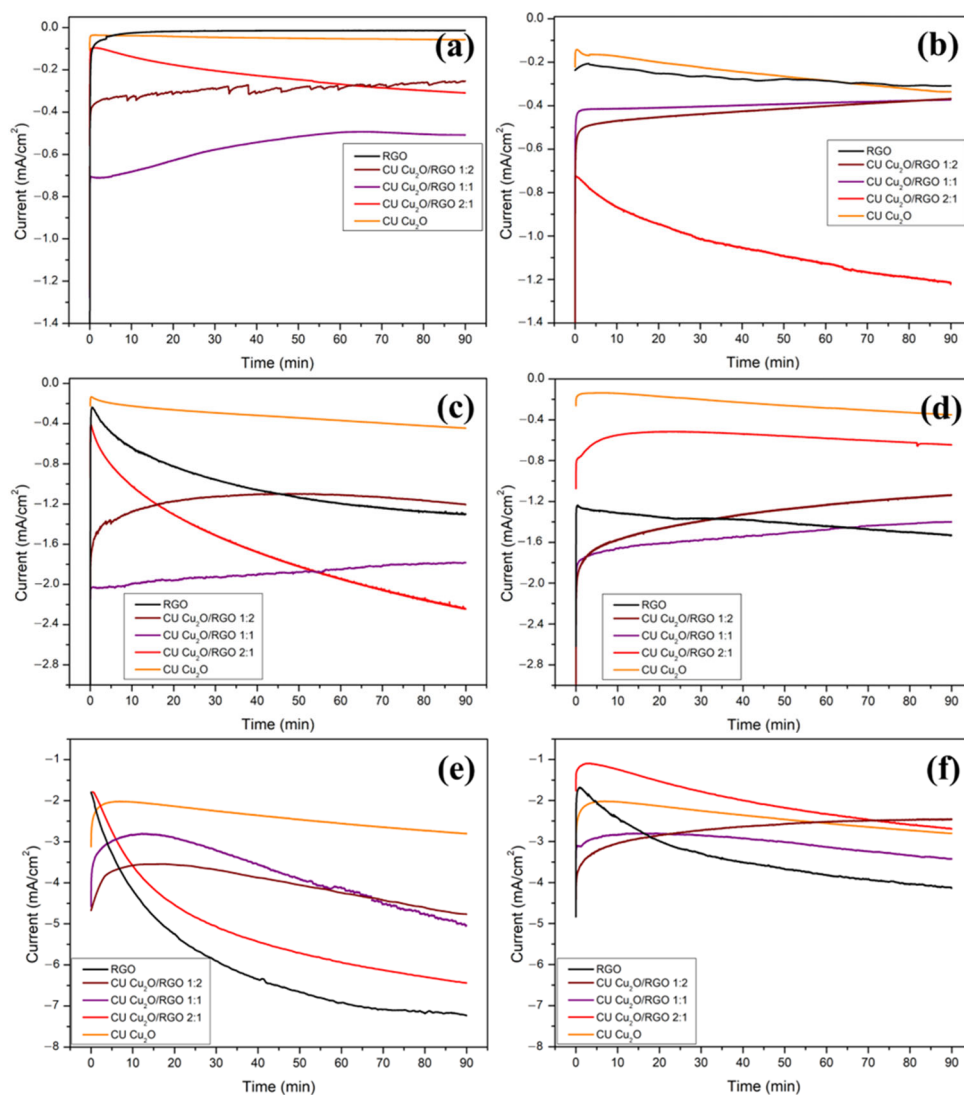 (a)
0.0
−0.2
−0.4
−0.6
−0.8
−1.0
−1.2
−1.4
Current (mA/cm²)
RGO
CU Cu₂O/RGO 1:2
CU Cu₂O/RGO 1:1
CU Cu₂O/RGO 2:1
CU Cu₂O
0 10 20 30 40 50 60 70 80 90
Time (min)
(b)
0.0
−0.2
−0.4
−0.6
−0.8
−1.0
−1.2
−1.4
Current (mA/cm²)
RGO
CU Cu₂O/RGO 1:2
CU Cu₂O/RGO 1:1
CU Cu₂O/RGO 2:1
CU Cu₂O
0 10 20 30 40 50 60 70 80 90
Time (min)
(c)
0.0
−0.4
−0.8
−1.2
−1.6
−2.0
−2.4
−2.8
Current (mA/cm²)
RGO
CU Cu₂O/RGO 1:2
CU Cu₂O/RGO 1:1
CU Cu₂O/RGO 2:1
CU Cu₂O
0 10 20 30 40 50 60 70 80 90
Time (min)
(d)
0.0
−0.4
−0.8
−1.2
−1.6
−2.0
−2.4
−2.8
Current (mA/cm²)
RGO
CU Cu₂O/RGO 1:2
CU Cu₂O/RGO 1:1
CU Cu₂O/RGO 2:1
CU Cu₂O
0 10 20 30 40 50 60 70 80 90
Time (min)
(e)
−1
−2
−3
−4
−5
−6
−7
−8
Current (mA/cm²)
RGO
CU Cu₂O/RGO 1:2
CU Cu₂O/RGO 1:1
CU Cu₂O/RGO 2:1
CU Cu₂O
0 10 20 30 40 50 60 70 80 90
Time (min)
(f)
−1
−2
−3
−4
−5
−6
−7
−8
Current (mA/cm²)
RGO
CU Cu₂O/RGO 1:2
CU Cu₂O/RGO 1:1
CU Cu₂O/RGO 2:1
CU Cu₂O
0 10 20 30 40 50 60 70 80 90
Time (min)